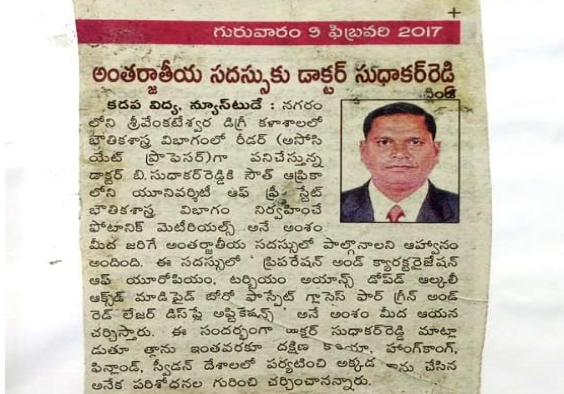 గురువారం 9 ఫిబ్రవరి 2017
అంతర్జాతీయ సదస్సుకు డాక్టర్ సుధాకర్‌రెడ్డి
కడప విద్య, న్యూస్‌టుడే : నగరం
లోని శ్రీవేంకటేశ్వర డిగ్రీ కళాశాలలో
భౌతికశాస్త్ర విభాగంలో రీడర్ (అసోసి
యేట్ ప్రొఫెసర్)గా పనిచేస్తున్న
డాక్టర్ బి.సుధాకర్‌రెడ్డికి సౌత్ ఆఫ్రికా
లోని యూనివర్శిటీ ఆఫ్ ఫ్రీ స్టేట్
భౌతికశాస్త్ర విభాగం నిర్వహించే
ఫోటానిక్ మెటీరియల్స్ అనే అంశం
మీద జరిగే అంతర్జాతీయ సదస్సులో పాల్గొనాలని ఆహ్వానం
అందింది. ఈ సదస్సులో ' ప్రిపరేషన్ అండ్ క్యారక్టరైజేషన్
ఆఫ్ యూరోపియం, టర్బియం అయాన్స్ డోప్‌డ్ ఆల్కలీ
ఆక్సైడ్ మాడిఫైడ్ బోరో ఫాస్ఫేట్ గ్లాసెస్ ఫార్ గ్రీన్ అండ్
రెడ్ లేజర్ డిస్‌ప్లే అప్లికేషన్స్ ' అనే అంశం మీద ఆయన
చర్చిస్తారు. ఈ సందర్భంగా సుధాకర్‌రెడ్డి మాట్లా
డుతూ తాను ఇంతవరకూ దక్షిణ హాంగ్‌కాంగ్,
ఫిన్లాండ్, స్వీడన్ దేశాలలో పర్యటించి అక్కడ చేసిన
అనేక పరిశోధనల గురించి చర్చించానన్నారు.